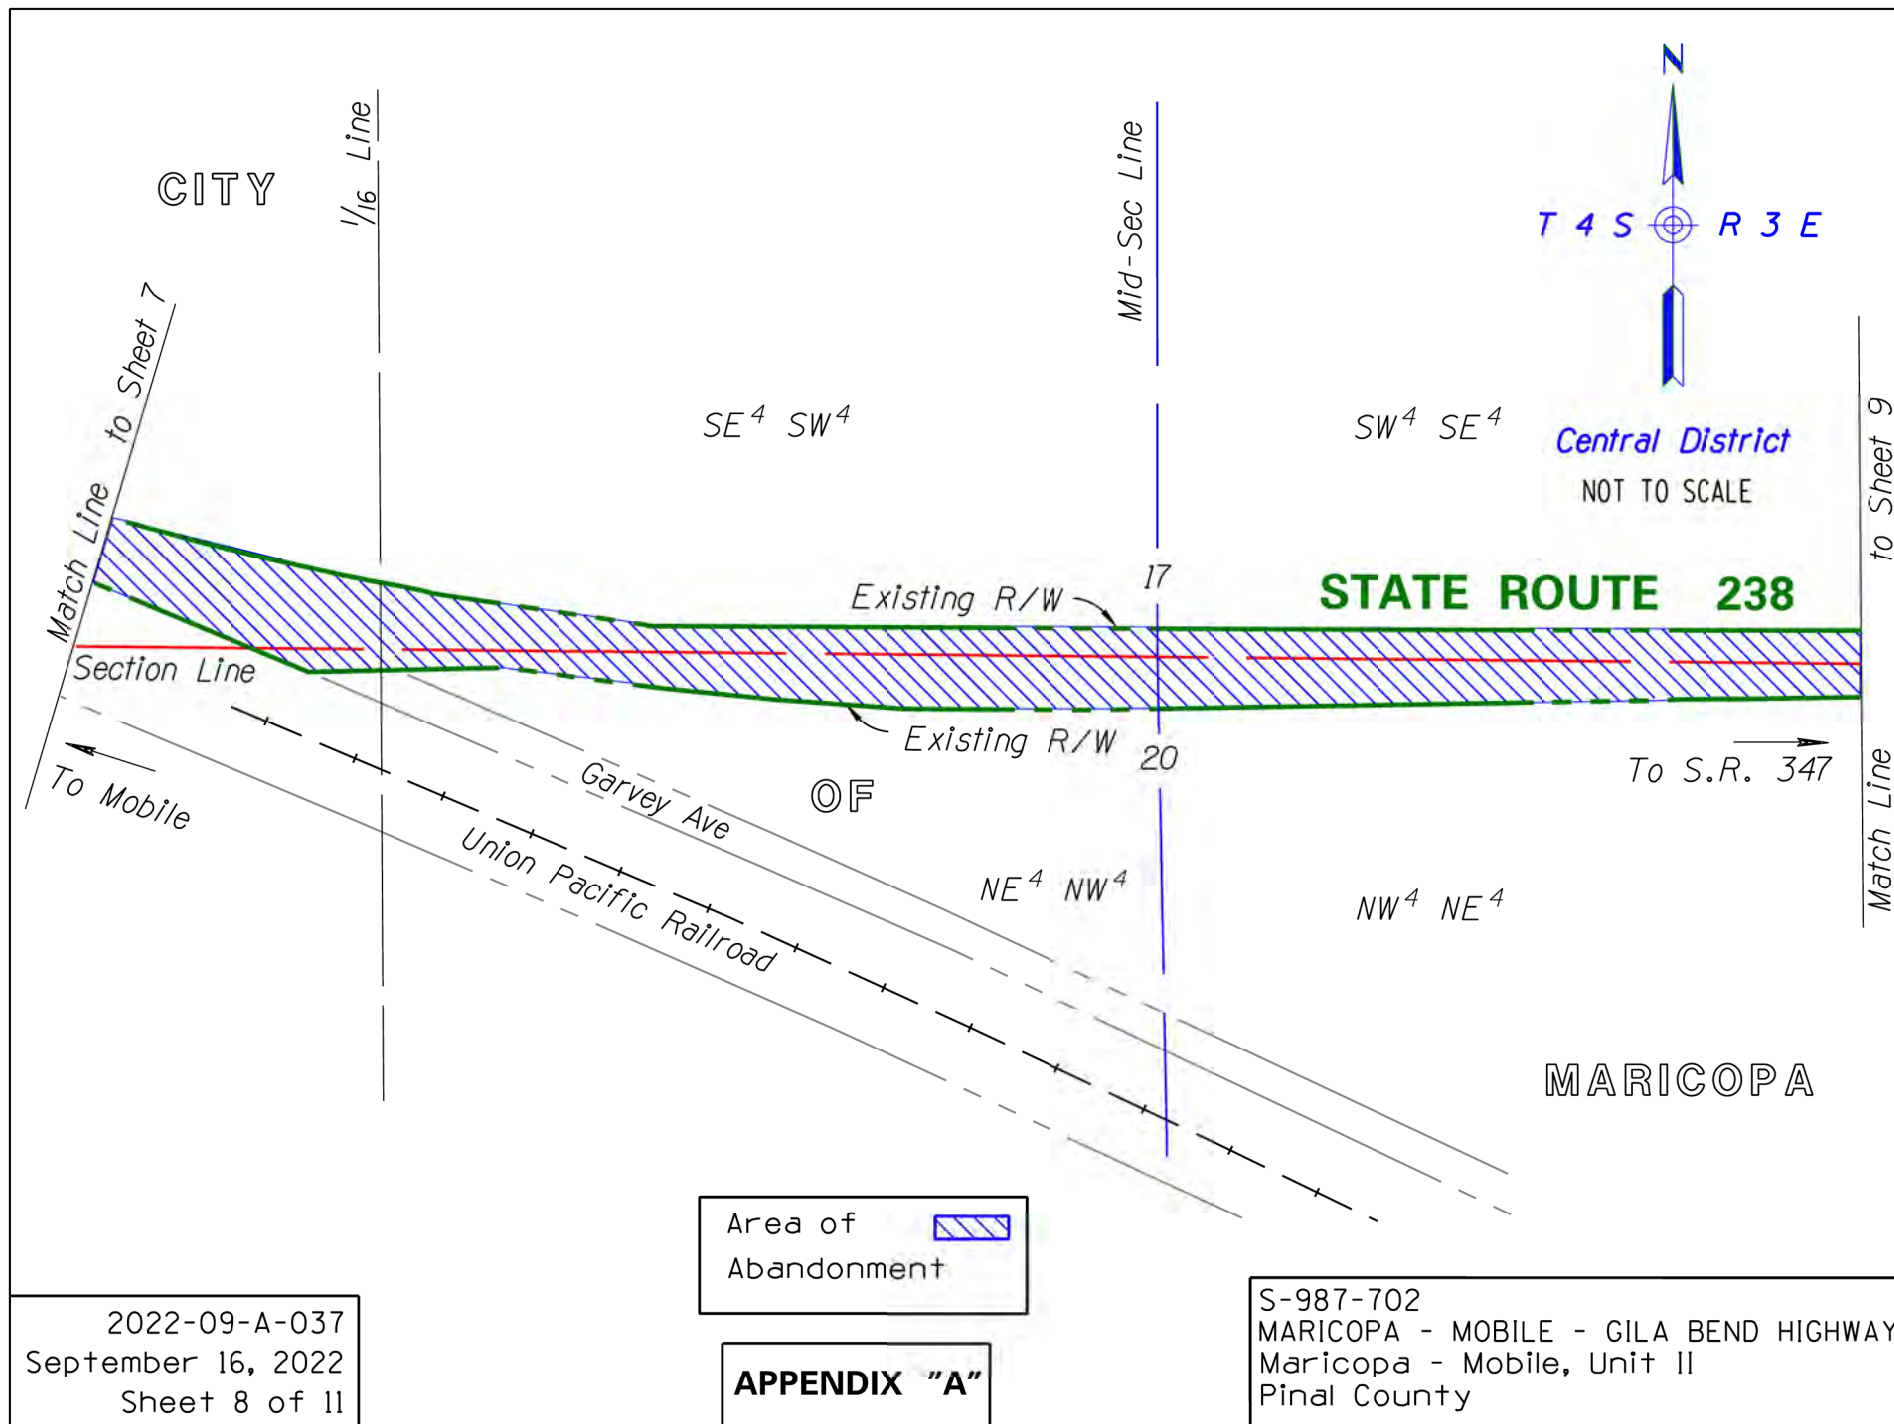 N
T 4 S R 3 E
Central District
NOT TO SCALE
CITY
1/16 Line
Mid-Sec Line
Match Line to Sheet 7
SE4 SW4
SW4 SE4
Match Line to Sheet 9
Existing R/W
17
STATE ROUTE 238
Section Line
Existing R/W
20
To Mobile
To S.R. 347
Garvey Ave
OF
Union Pacific Railroad
NE4 NW4
NW4 NE4
MARICOPA
Area of
Abandonment
2022-09-A-037
September 16, 2022
Sheet 8 of 11
APPENDIX "A"
S-987-702
MARICOPA - MOBILE - GILA BEND HIGHWAY
Maricopa - Mobile, Unit II
Pinal County